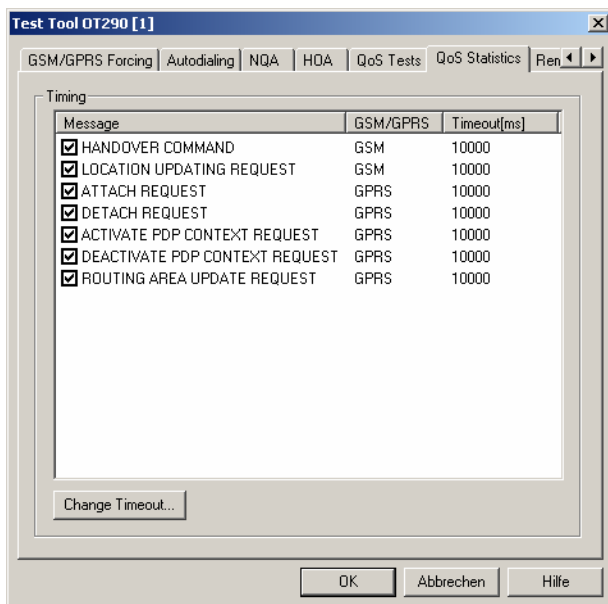 Test Tool OT290 [1]
GSM/GPRS Forcing Autodialing NQA HOA QoS Tests QoS Statistics Ren
Timing
Message GSM/GPRS Timeout[ms]
HANDOVER COMMAND GSM 10000
LOCATION UPDATING REQUEST GSM 10000
ATTACH REQUEST GPRS 10000
DETACH REQUEST GPRS 10000
ACTIVATE PDP CONTEXT REQUEST GPRS 10000
DEACTIVATE PDP CONTEXT REQUEST GPRS 10000
ROUTING AREA UPDATE REQUEST GPRS 10000
Change Timeout...
OK Abbrechen Hilfe